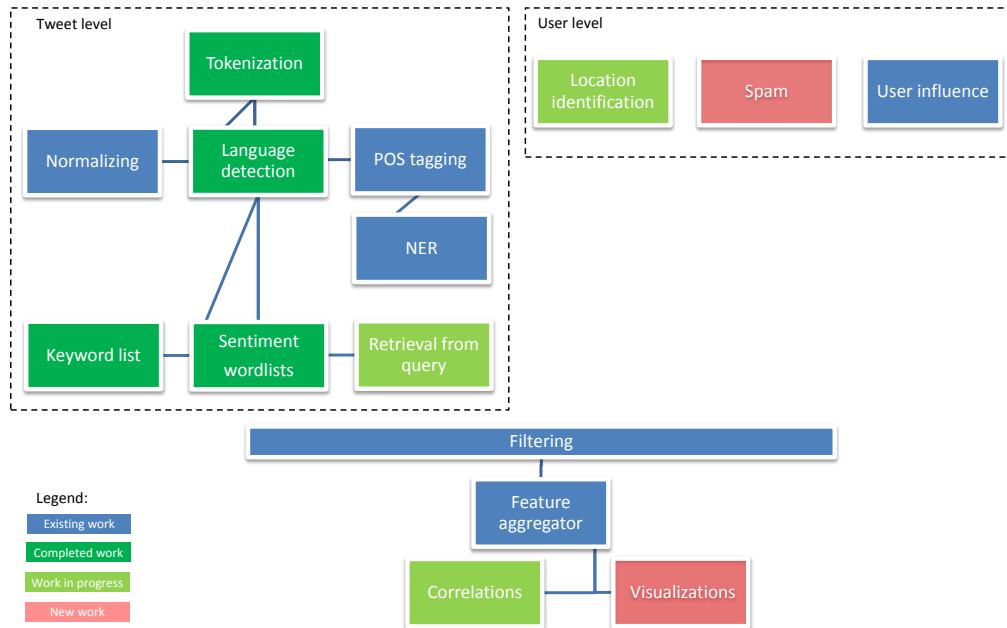 Tweet level
Tokenization
Normalizing
Language
detection
POS tagging
NER
Keyword list
Sentiment
wordlists
Retrieval from
query
User level
Location
identification
Spam
User influence
Filtering
Feature
aggregator
Correlations
Visualizations
Legend:
Existing work
Completed work
Work in progress
New work